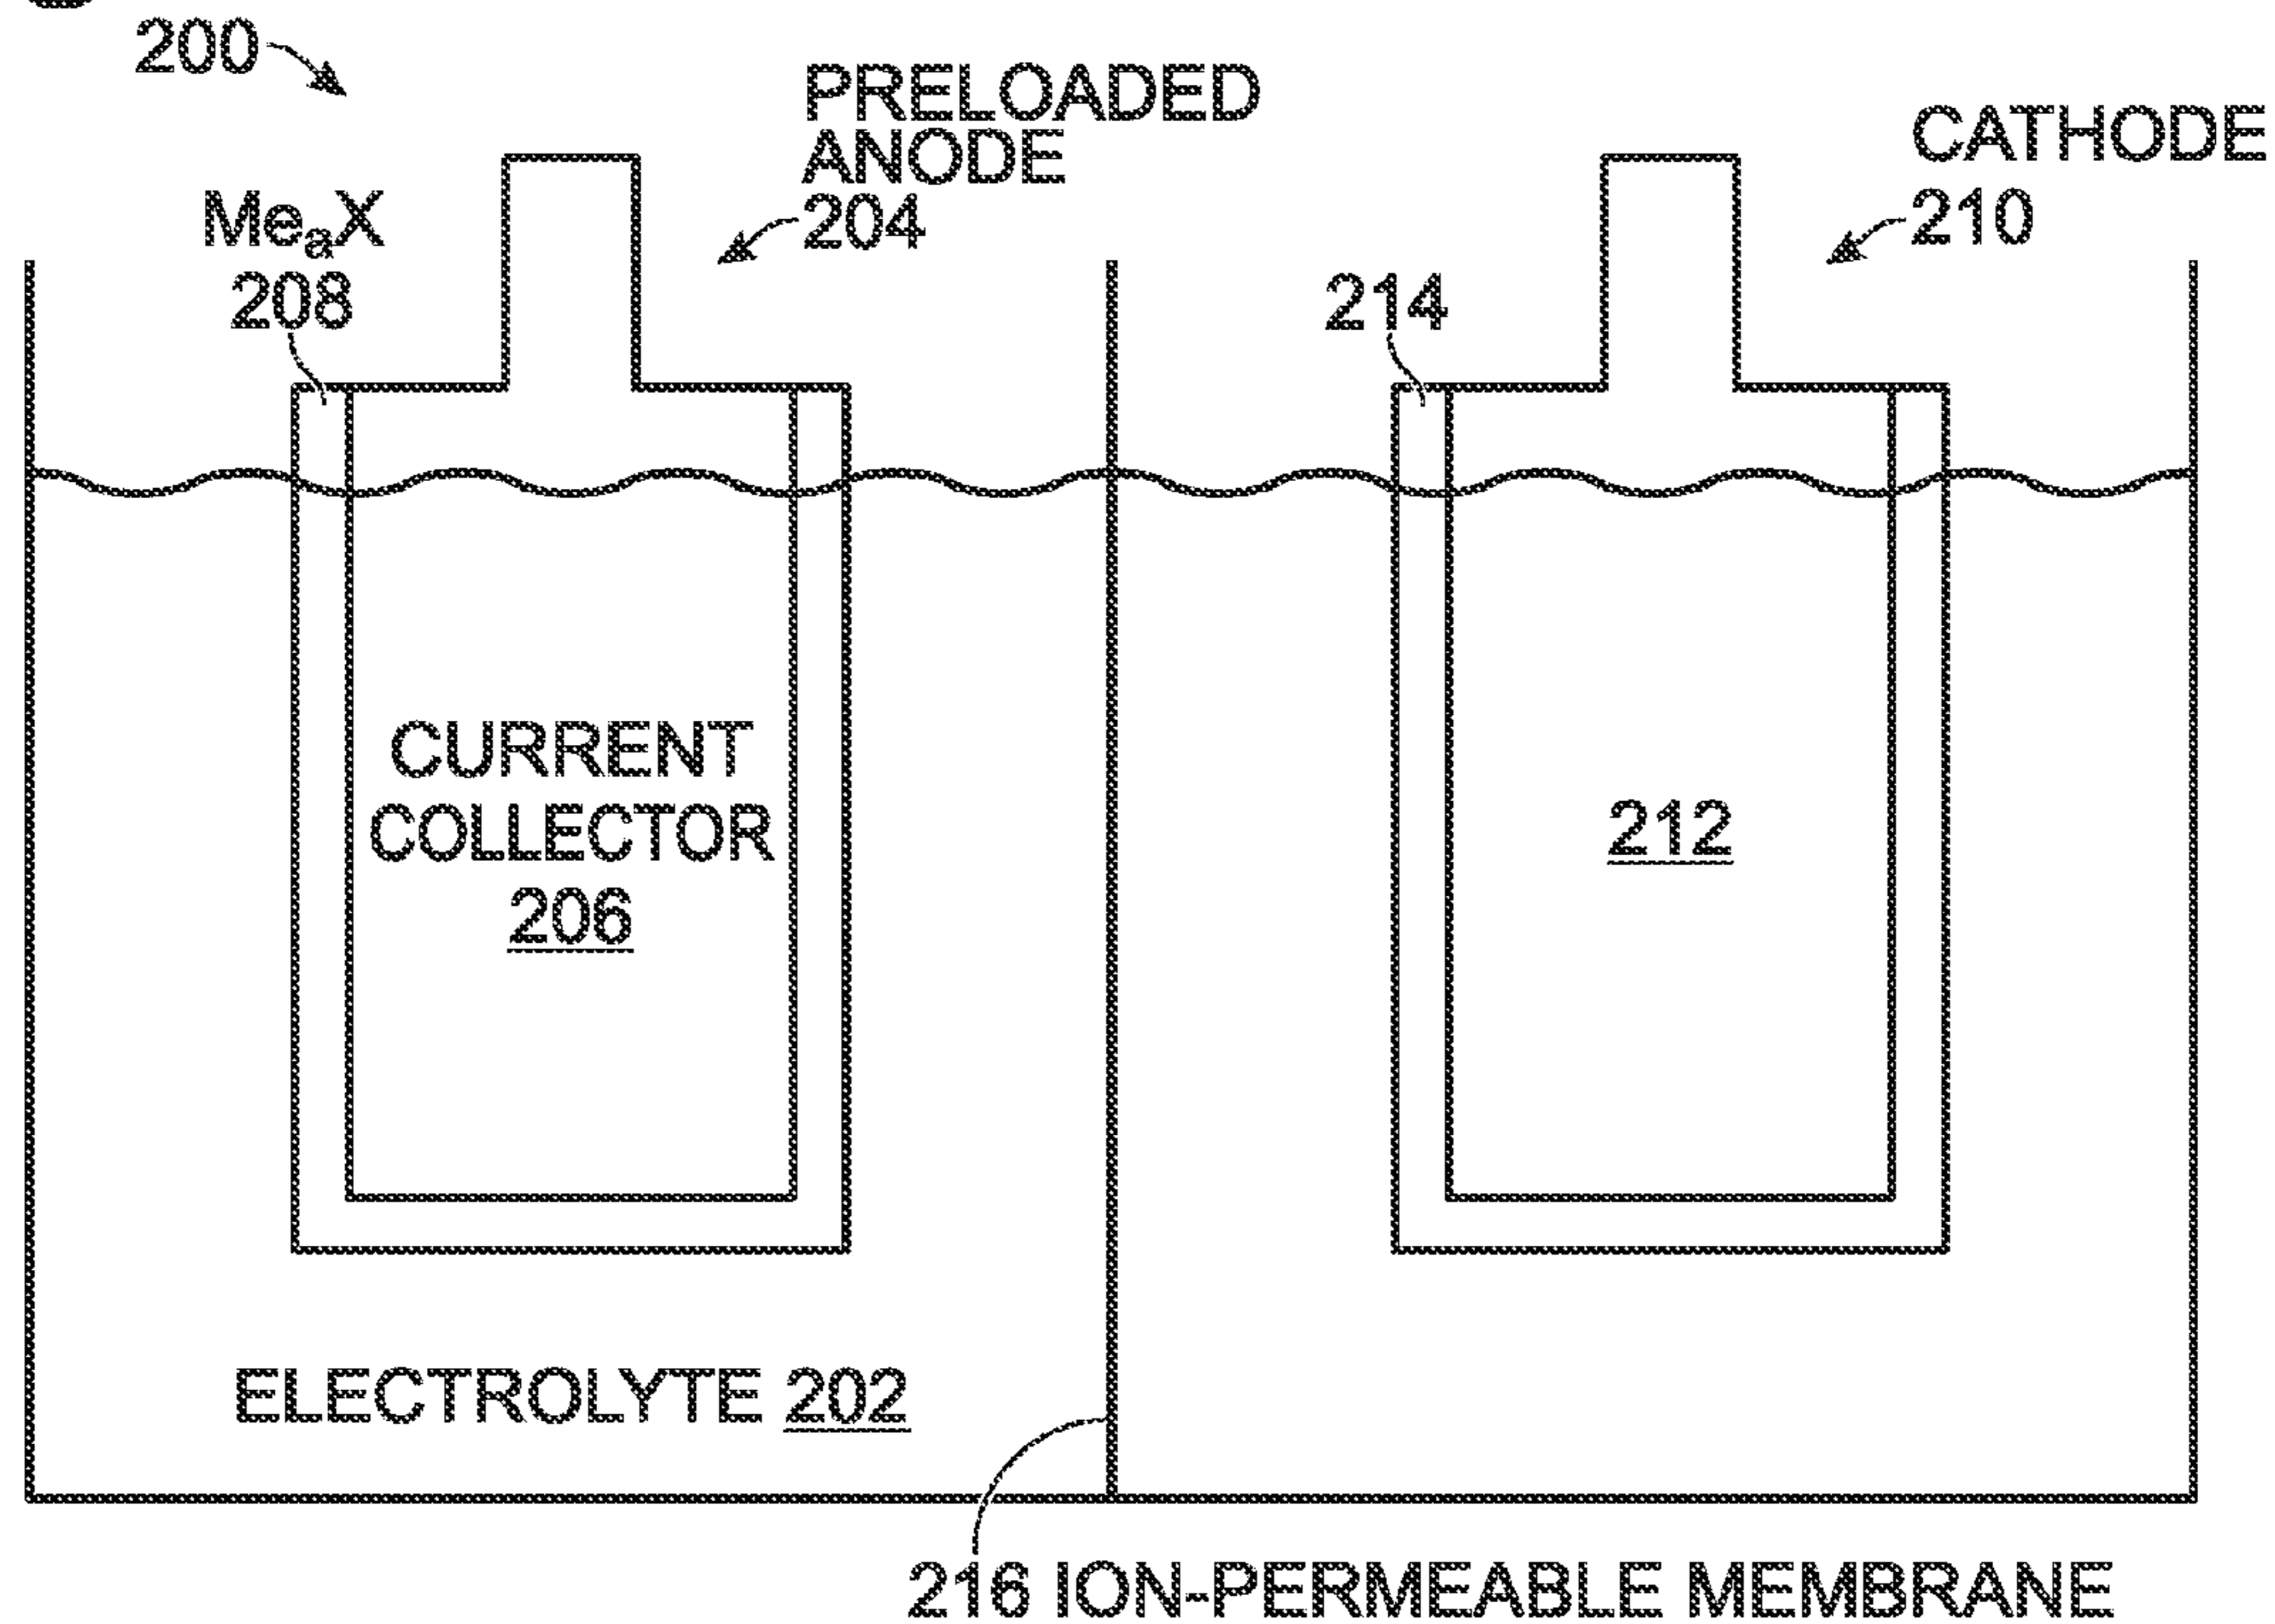 200
PRELOADED
ANODE
204
CATHODE
210
MeₐX
208
214
CURRENT
COLLECTOR
206
212
ELECTROLYTE 202
216 ION-PERMEABLE MEMBRANE